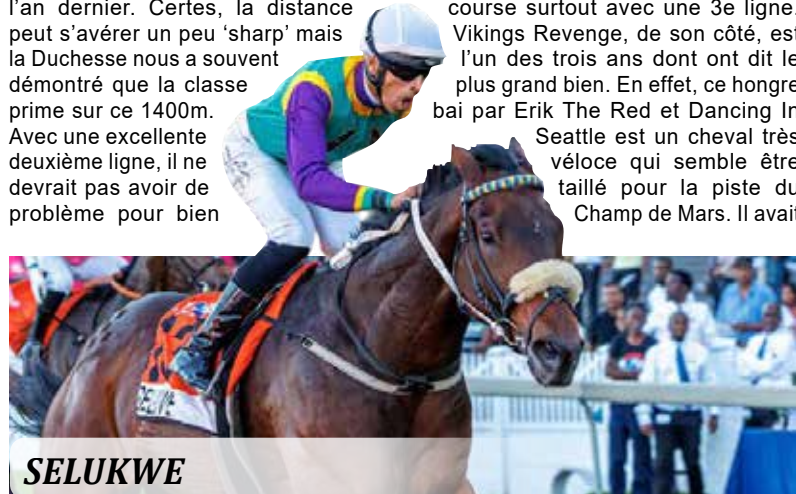 l'an dernier. Certes, la distance
peut s'avérer un peu ‘sharp’ mais
la Duchesse nous a souvent
démontré que la classe
prime sur ce 1400m.
Avec une excellente
deuxième ligne, il ne
devrait pas avoir de
problème pour bien
course surtout avec une 3e ligne.
Vikings Revenge, de son côté, est
l'un des trois ans dont ont dit le
plus grand bien. En effet, ce hongre
bai par Erik The Red et Dancing In
Seattle est un cheval très
véloce qui semble être
taillé pour la piste du
Champ de Mars. Il avait
SELUKWE